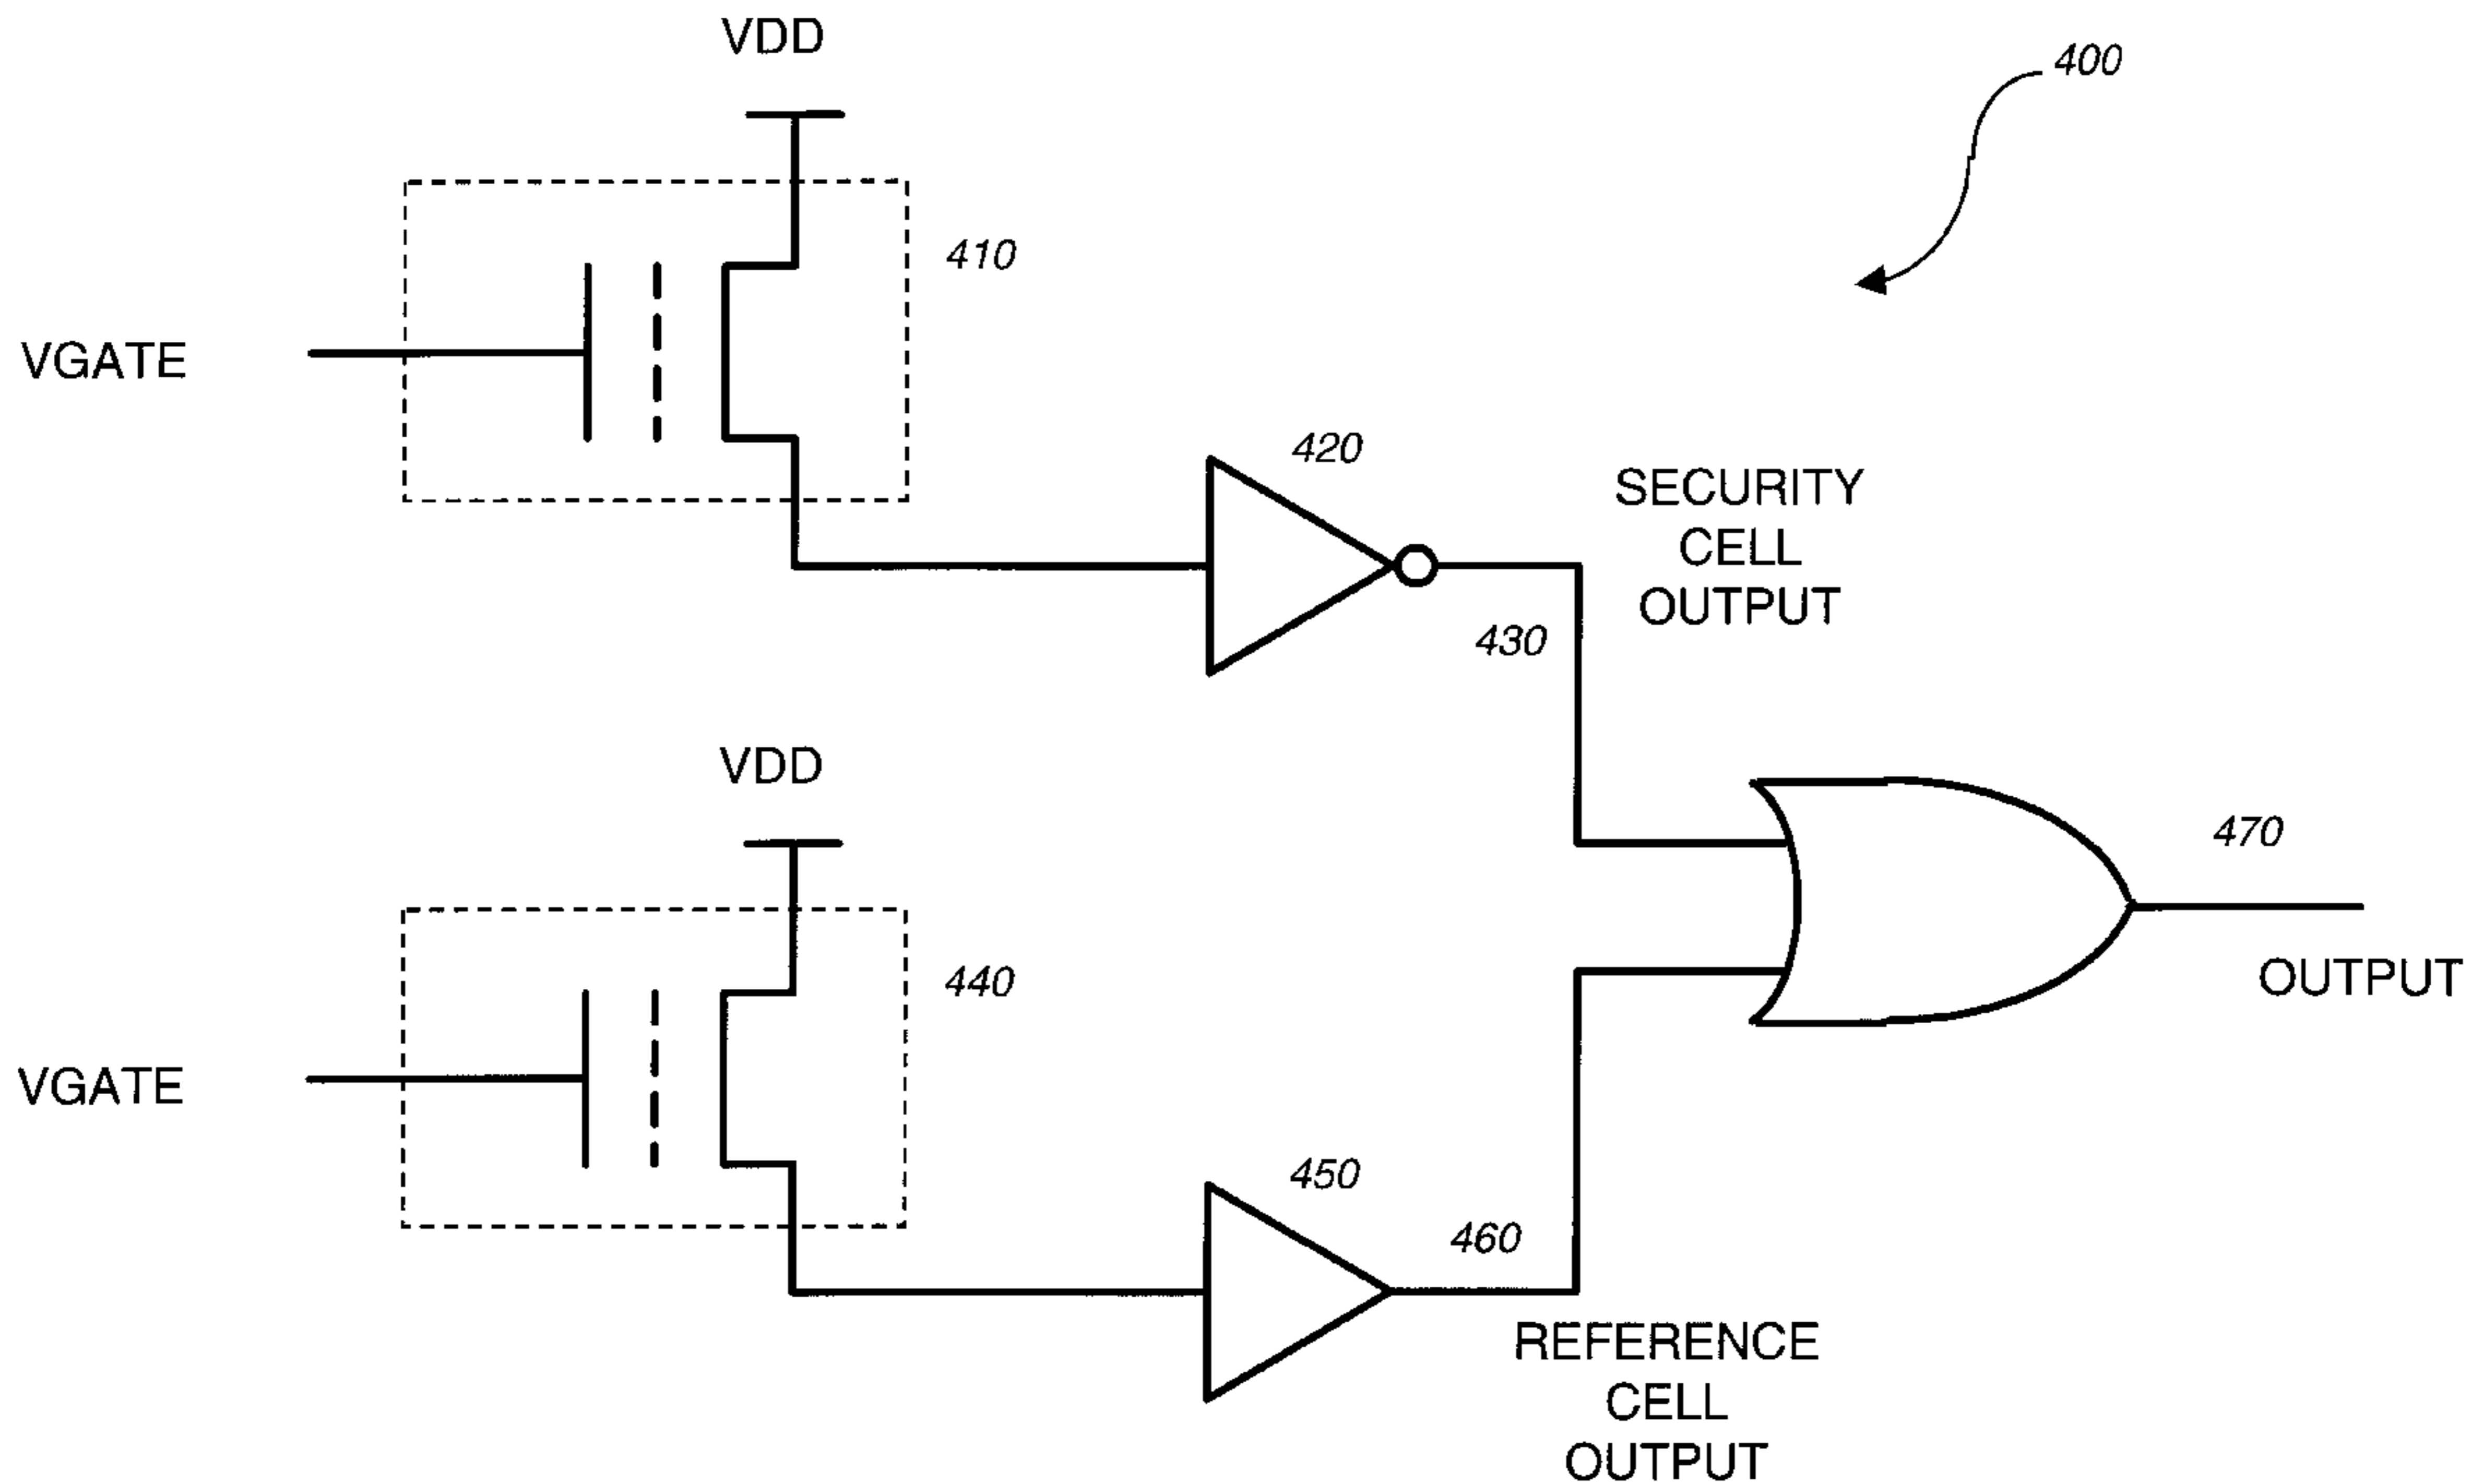 VDD
400
410
VGATE
420
SECURITY
CELL
OUTPUT
430
VDD
470
440
OUTPUT
VGATE
450
460
REFERENCE
CELL
OUTPUT